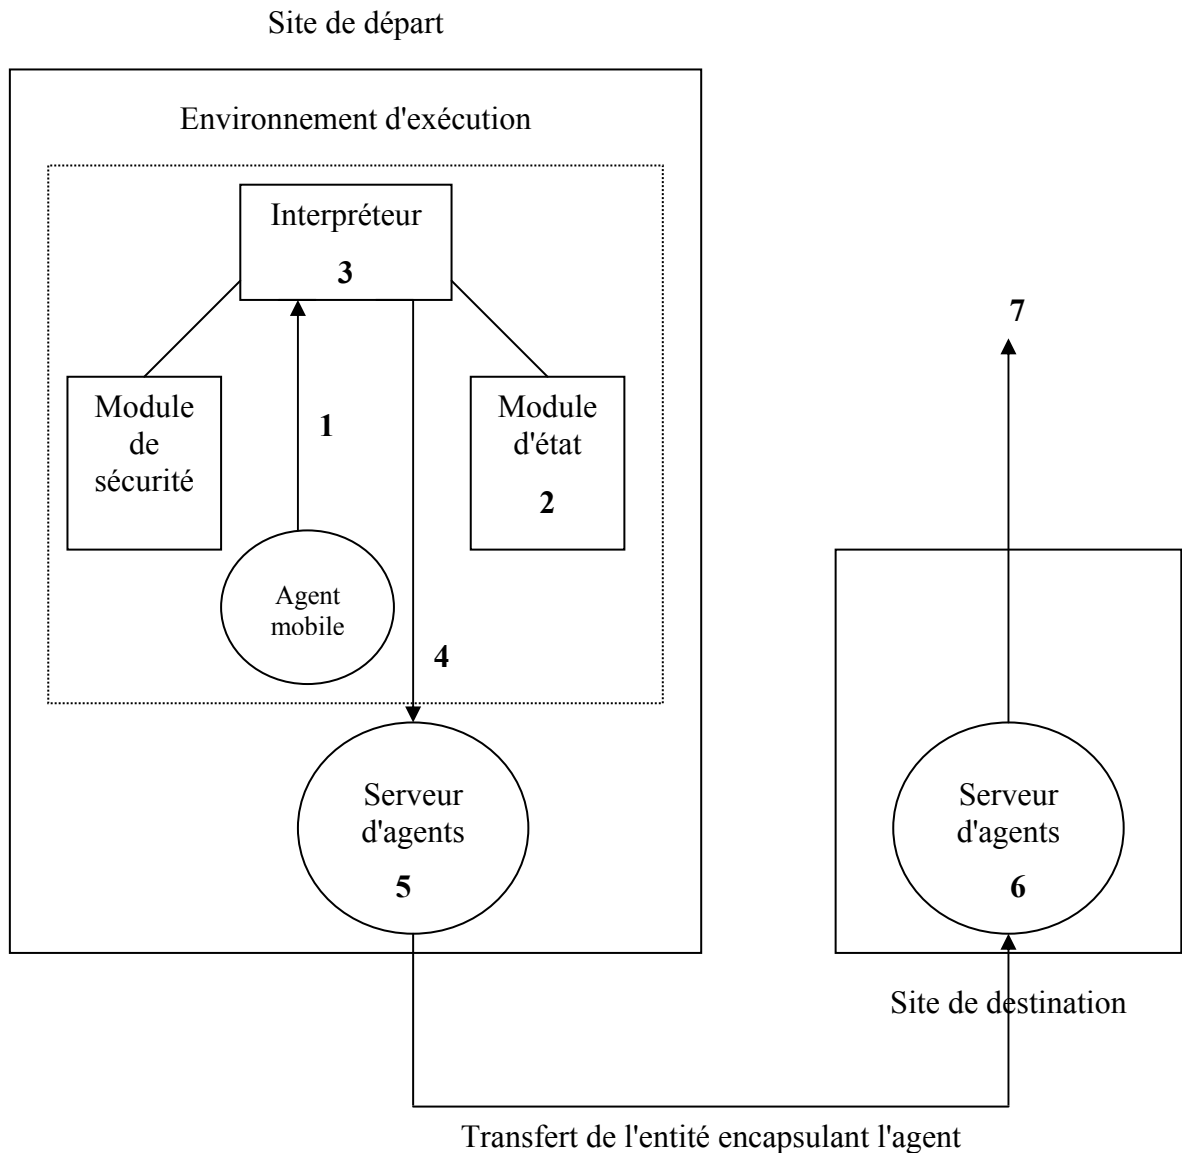 Site de départ
Environnement d'exécution
Interpréteur
3
7
Module
de
sécurité
1
Module
d'état
2
Agent
mobile
4
Serveur
d'agents
5
Serveur
d'agents
6
Site de destination
Transfert de l'entité encapsulant l'agent